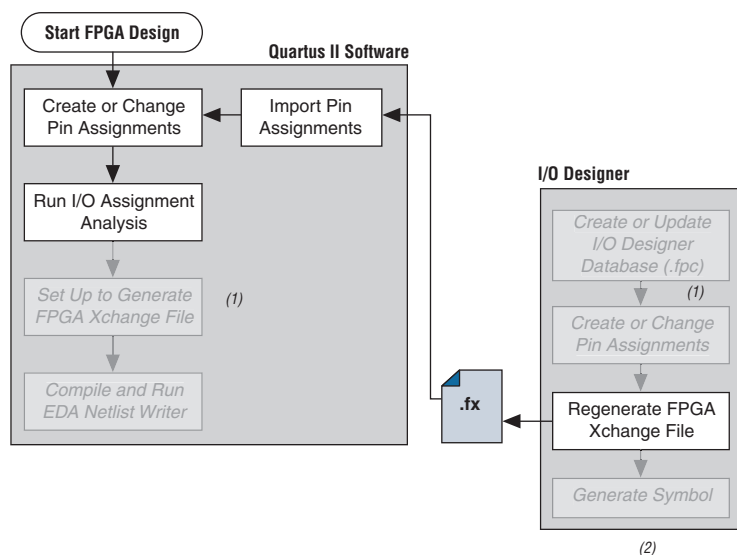 Start FPGA Design
Quartus II Software
Create or Change
Pin Assignments
Import Pin
Assignments
Run I/O Assignment
Analysis
Set Up to Generate
FPGA Xchange File
(1)
Compile and Run
EDA Netlist Writer
.fx
I/O Designer
Create or Update
I/O Designer
Database (.fpc)
(1)
Create or Change
Pin Assignments
Regenerate FPGA
Xchange File
Generate Symbol
(2)